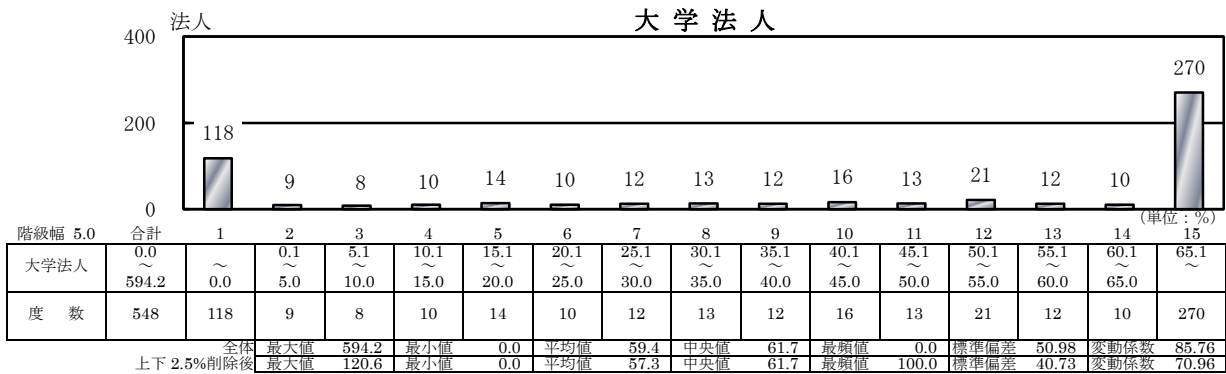 大学法人
法人
400
200
0
118 9 8 10 14 10 12 13 12 16 13 21 12 10 270
(単位：%)
階級幅 5.0 合計 1 2 3 4 5 6 7 8 9 10 11 12 13 14 15
大学法人 0.0 ～ 594.2 ～ 0.0 0.1 ～ 5.0 5.1 ～ 10.0 10.1 ～ 15.0 15.1 ～ 20.0 20.1 ～ 25.0 25.1 ～ 30.0 30.1 ～ 35.0 35.1 ～ 40.0 40.1 ～ 45.0 45.1 ～ 50.0 50.1 ～ 55.0 55.1 ～ 60.0 60.1 ～ 65.0 65.1 ～
度数 548 118 9 8 10 14 10 12 13 12 16 13 21 12 10 270
全体 最大値 594.2 最小値 0.0 平均値 59.4 中央値 61.7 最頻値 0.0 標準偏差 50.98 変動係数 85.76
上下 2.5%削除後 最大値 120.6 最小値 0.0 平均値 57.3 中央値 61.7 最頻値 100.0 標準偏差 40.73 変動係数 70.96